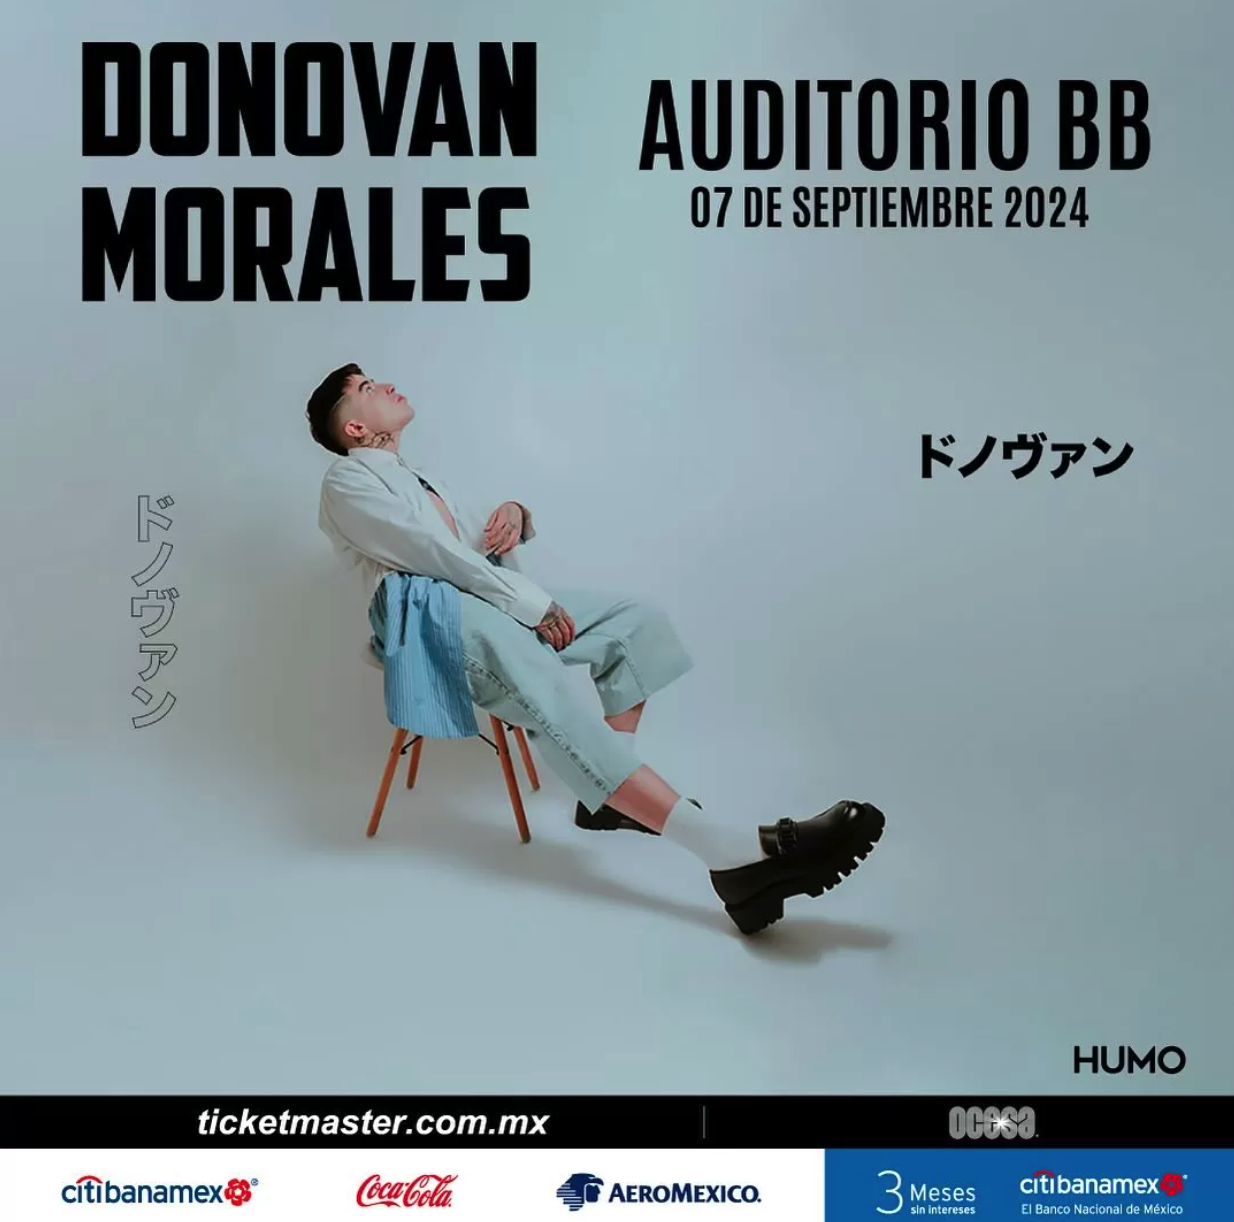 DONOVAN
MORALES
AUDITORIO BB
07 DE SEPTIEMBRE 2024
ドノヴァン
ドノヴァン
HUMO
ticketmaster.com.mx
ocesa
citibanamex
Coca-Cola
AEROMEXICO.
3 Meses
sin intereses
citibanamex
El Banco Nacional de México